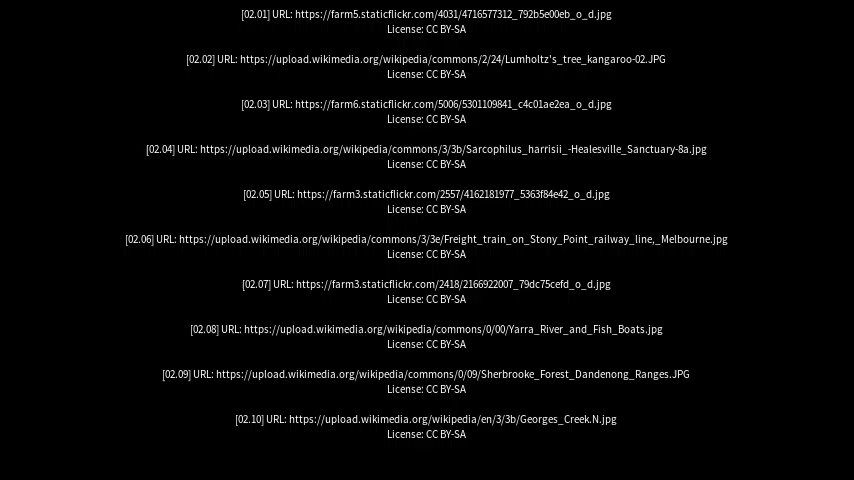 [02.01] URL: https://farm5.staticflickr.com/4031/4716577312_792b5e00eb_o_d.jpg
License: CC BY-SA
[02.02] URL: https://upload.wikimedia.org/wikipedia/commons/2/24/Lumholtz's_tree_kangaroo-02.JPG
License: CC BY-SA
[02.03] URL: https://farm6.staticflickr.com/5006/5301109841_c4c01ae2ea_o_d.jpg
License: CC BY-SA
[02.04] URL: https://upload.wikimedia.org/wikipedia/commons/3/3b/Sarcophilus_harrisii_-Healesville_Sanctuary-8a.jpg
License: CC BY-SA
[02.05] URL: https://farm3.staticflickr.com/2557/4162181977_5363f84e42_o_d.jpg
License: CC BY-SA
[02.06] URL: https://upload.wikimedia.org/wikipedia/commons/3/3e/Freight_train_on_Stony_Point_railway_line,_Melbourne.jpg
License: CC BY-SA
[02.07] URL: https://farm3.staticflickr.com/2418/2166922007_79dc75cefd_o_d.jpg
License: CC BY-SA
[02.08] URL: https://upload.wikimedia.org/wikipedia/commons/0/00/Yarra_River_and_Fish_Boats.jpg
License: CC BY-SA
[02.09] URL: https://upload.wikimedia.org/wikipedia/commons/0/09/Sherbrooke_Forest_Dandenong_Ranges.JPG
License: CC BY-SA
[02.10] URL: https://upload.wikimedia.org/wikipedia/en/3/3b/Georges_Creek.N.jpg
License: CC BY-SA